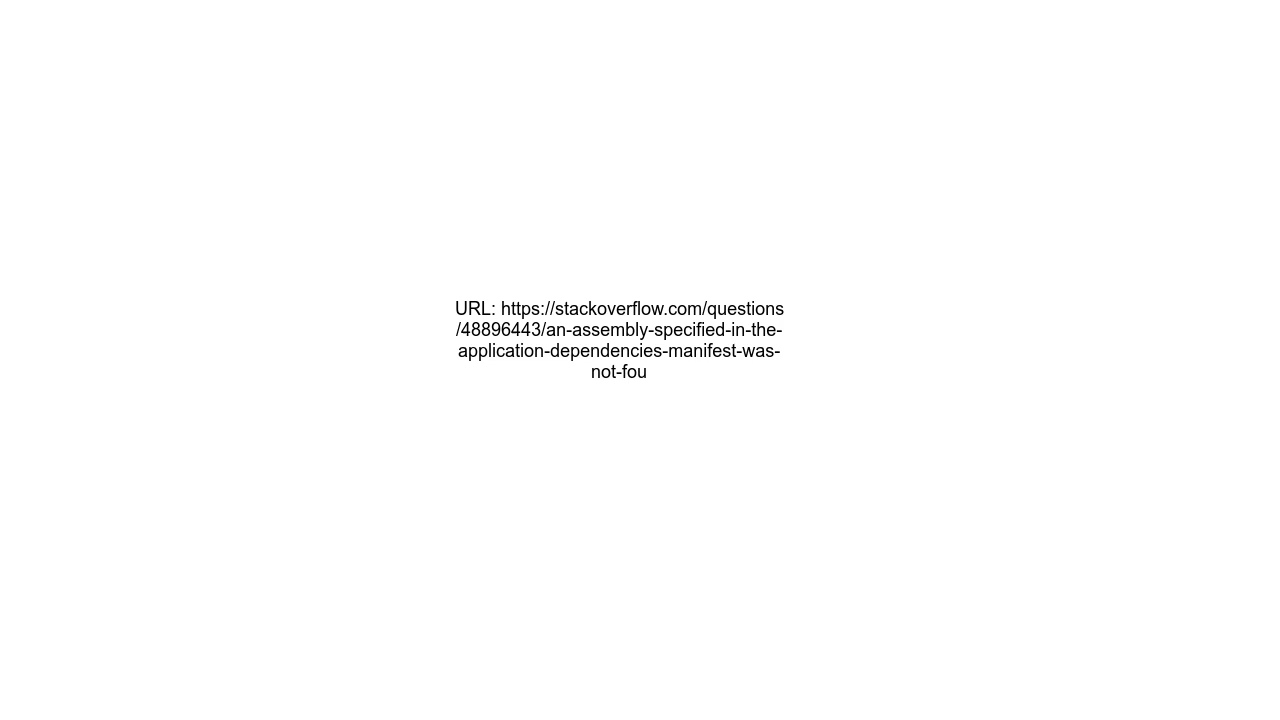 URL: https://stackoverflow.com/questions
/48896443/an-assembly-specified-in-the-
application-dependencies-manifest-was-
not-fou